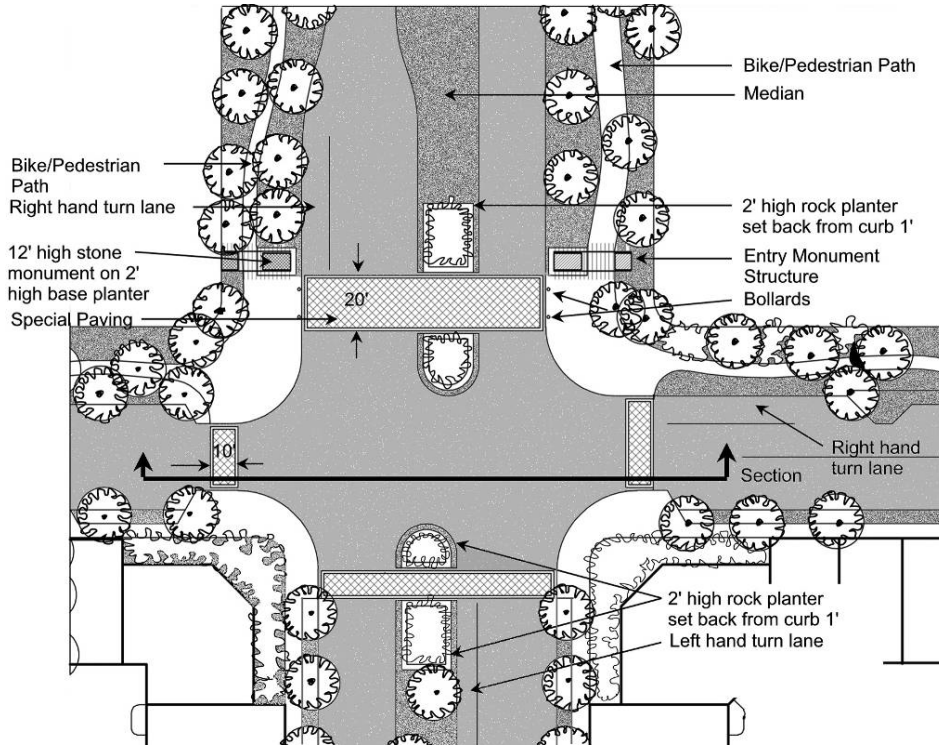 Bike/Pedestrian Path
Median
Bike/Pedestrian
Path
Right hand turn lane
2' high rock planter
set back from curb 1'
12' high stone
monument on 2'
high base planter
Entry Monument
Structure
20'
Bollards
Special Paving
Right hand
turn lane
10'
Section
2' high rock planter
set back from curb 1'
Left hand turn lane